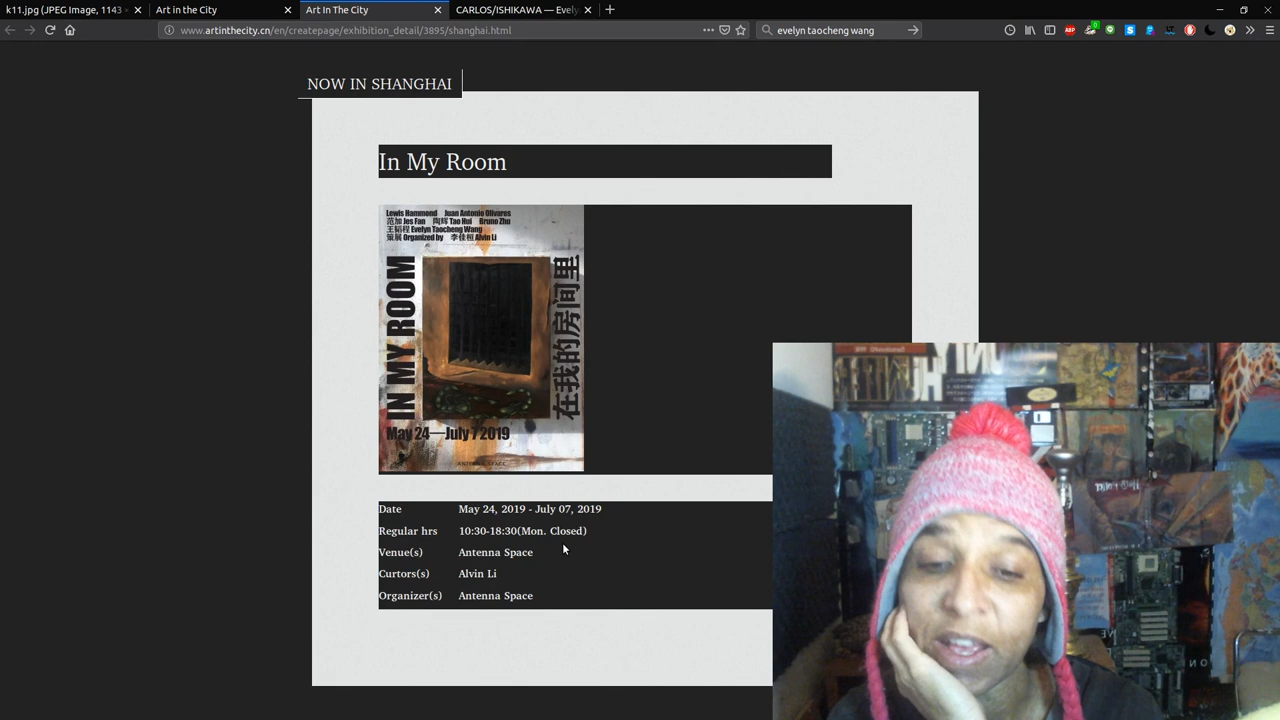 k11.jpg (JPEG Image, 1143
Art in the City
Art In The City
CARLOS/ISHIKAWA — Evely
www.artinthecity.cn/en/createpage/exhibition_detail/3895/shanghai.html
evelyn taocheng wang
NOW IN SHANGHAI
In My Room
Lewis Hammond Juan Antonio Olivares
范加 Jes Fan 陶辉 Tao Hui Bruno Zhu
王韬程 Evelyn Taocheng Wang
策展 Organized by 李佳桓 Alvin Li
IN MY ROOM
在我的房间里
May 24—July 7 2019
ANTENNA SPACE
Date May 24, 2019 - July 07, 2019
Regular hrs 10:30-18:30(Mon. Closed)
Venue(s) Antenna Space
Curtors(s) Alvin Li
Organizer(s) Antenna Space